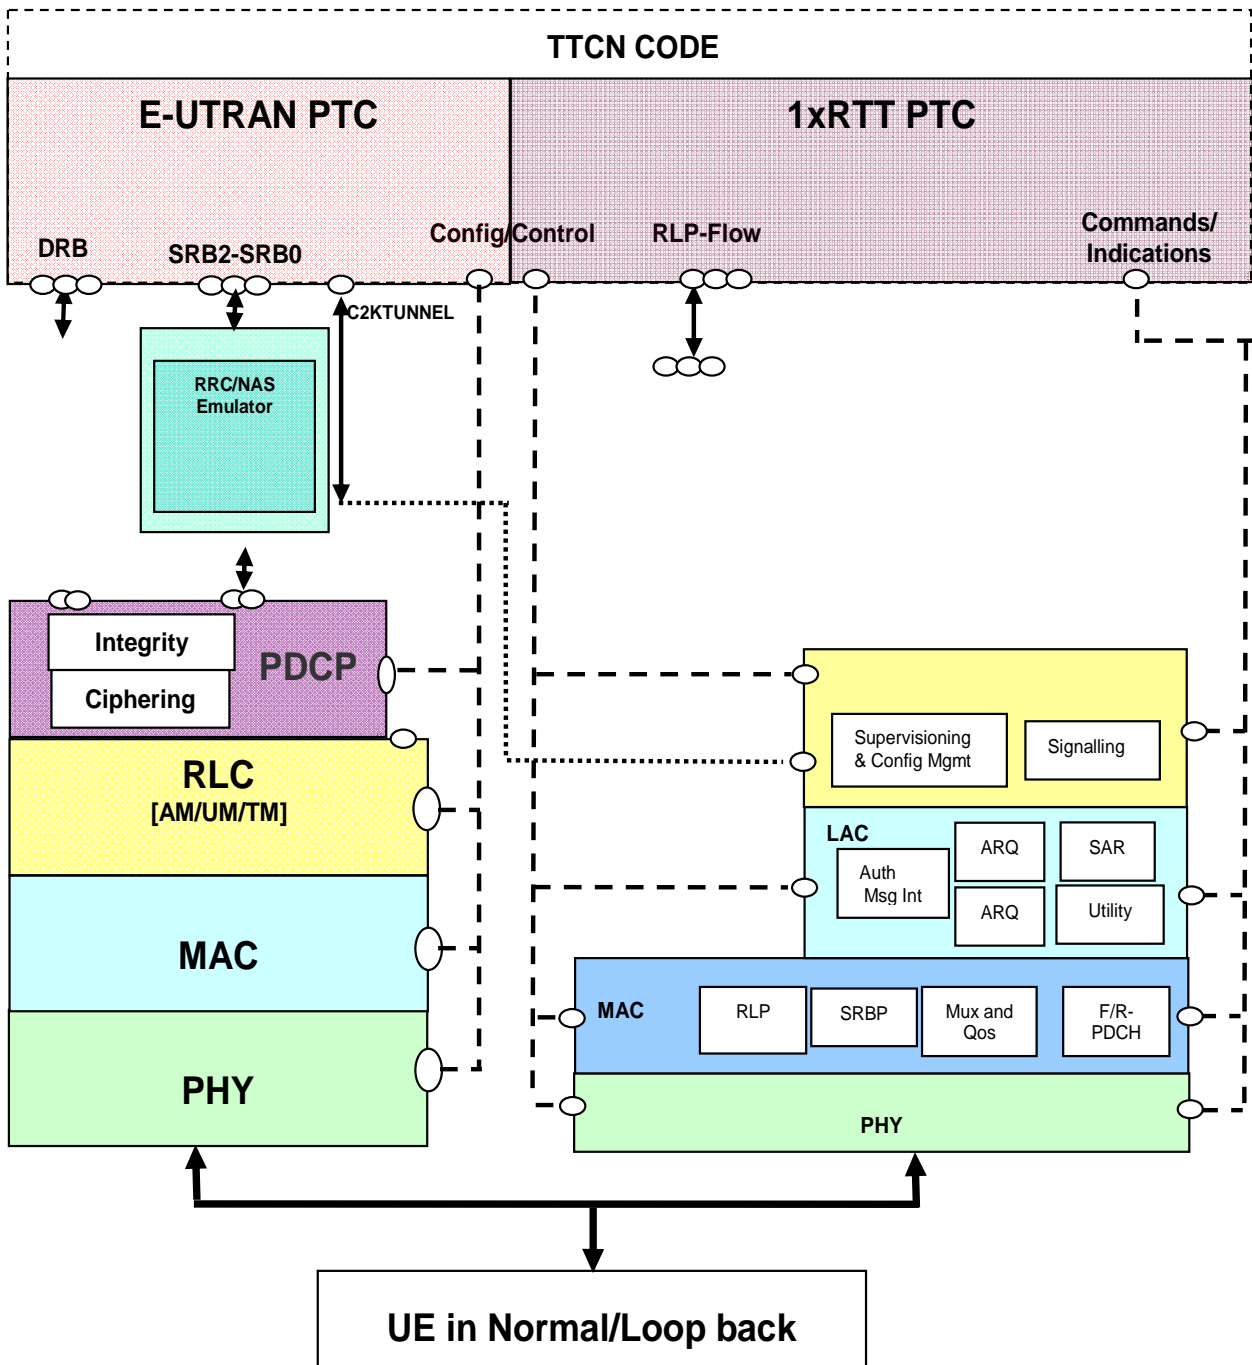 TTCN CODE
E-UTRAN PTC
1xRTT PTC
DRB
SRB2-SRB0
Config/Control
RLP-Flow
Commands/
Indications
C2KTUNNEL
RRC/NAS
Emulator
Integrity
Ciphering
PDCP
RLC
[AM/UM/TM]
MAC
PHY
Supervisioning
& Config Mgmt
Signalling
LAC
Auth
Msg Int
ARQ
SAR
ARQ
Utility
MAC
RLP
SRBP
Mux and
Qos
F/R-
PDCH
PHY
UE in Normal/Loop back